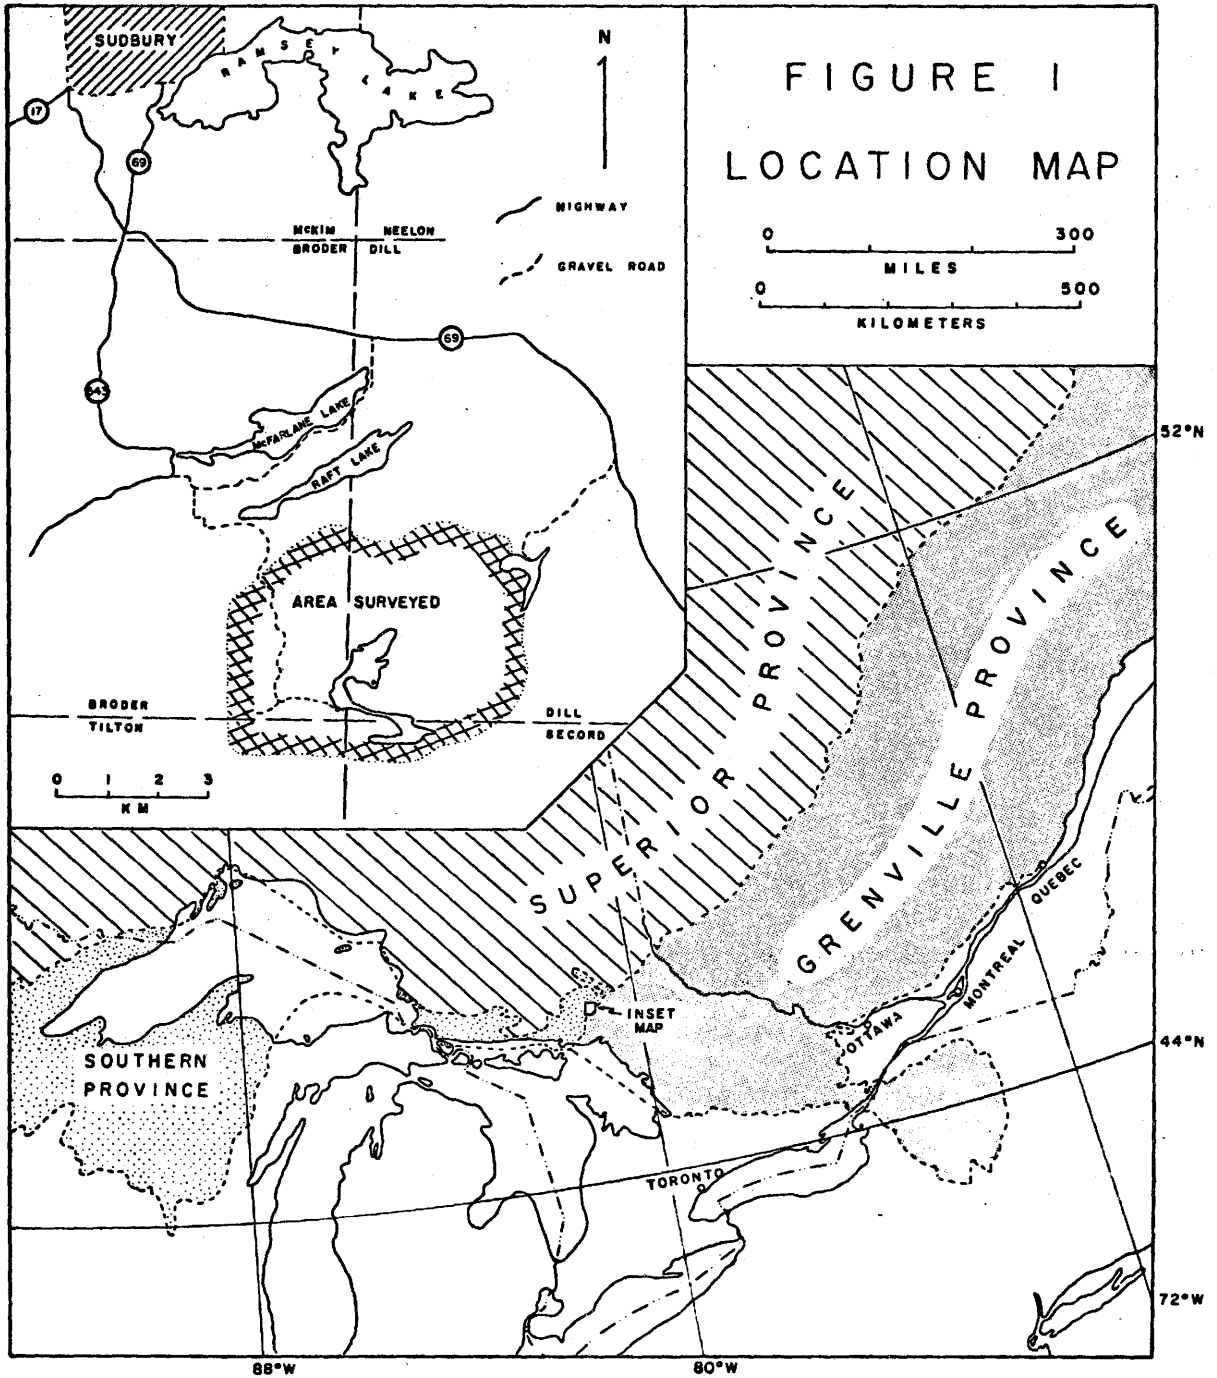 FIGURE 1
LOCATION MAP
0 300
MILES
0 500
KILOMETERS
SUDBURY
RAMSEY LAKE
N
17
69
HIGHWAY
GRAVEL ROAD
McKIM NEELON
BRODER DILL
69
543
McFARLANE LAKE
RAFT LAKE
AREA SURVEYED
BRODER DILL
TILTON SECORD
0 1 2 3
KM
SUPERIOR PROVINCE
GRENVILLE PROVINCE
SOUTHERN
PROVINCE
INSET
MAP
OTTAWA
MONTREAL
QUEBEC
TORONTO
52°N
44°N
72°W
88°W
80°W